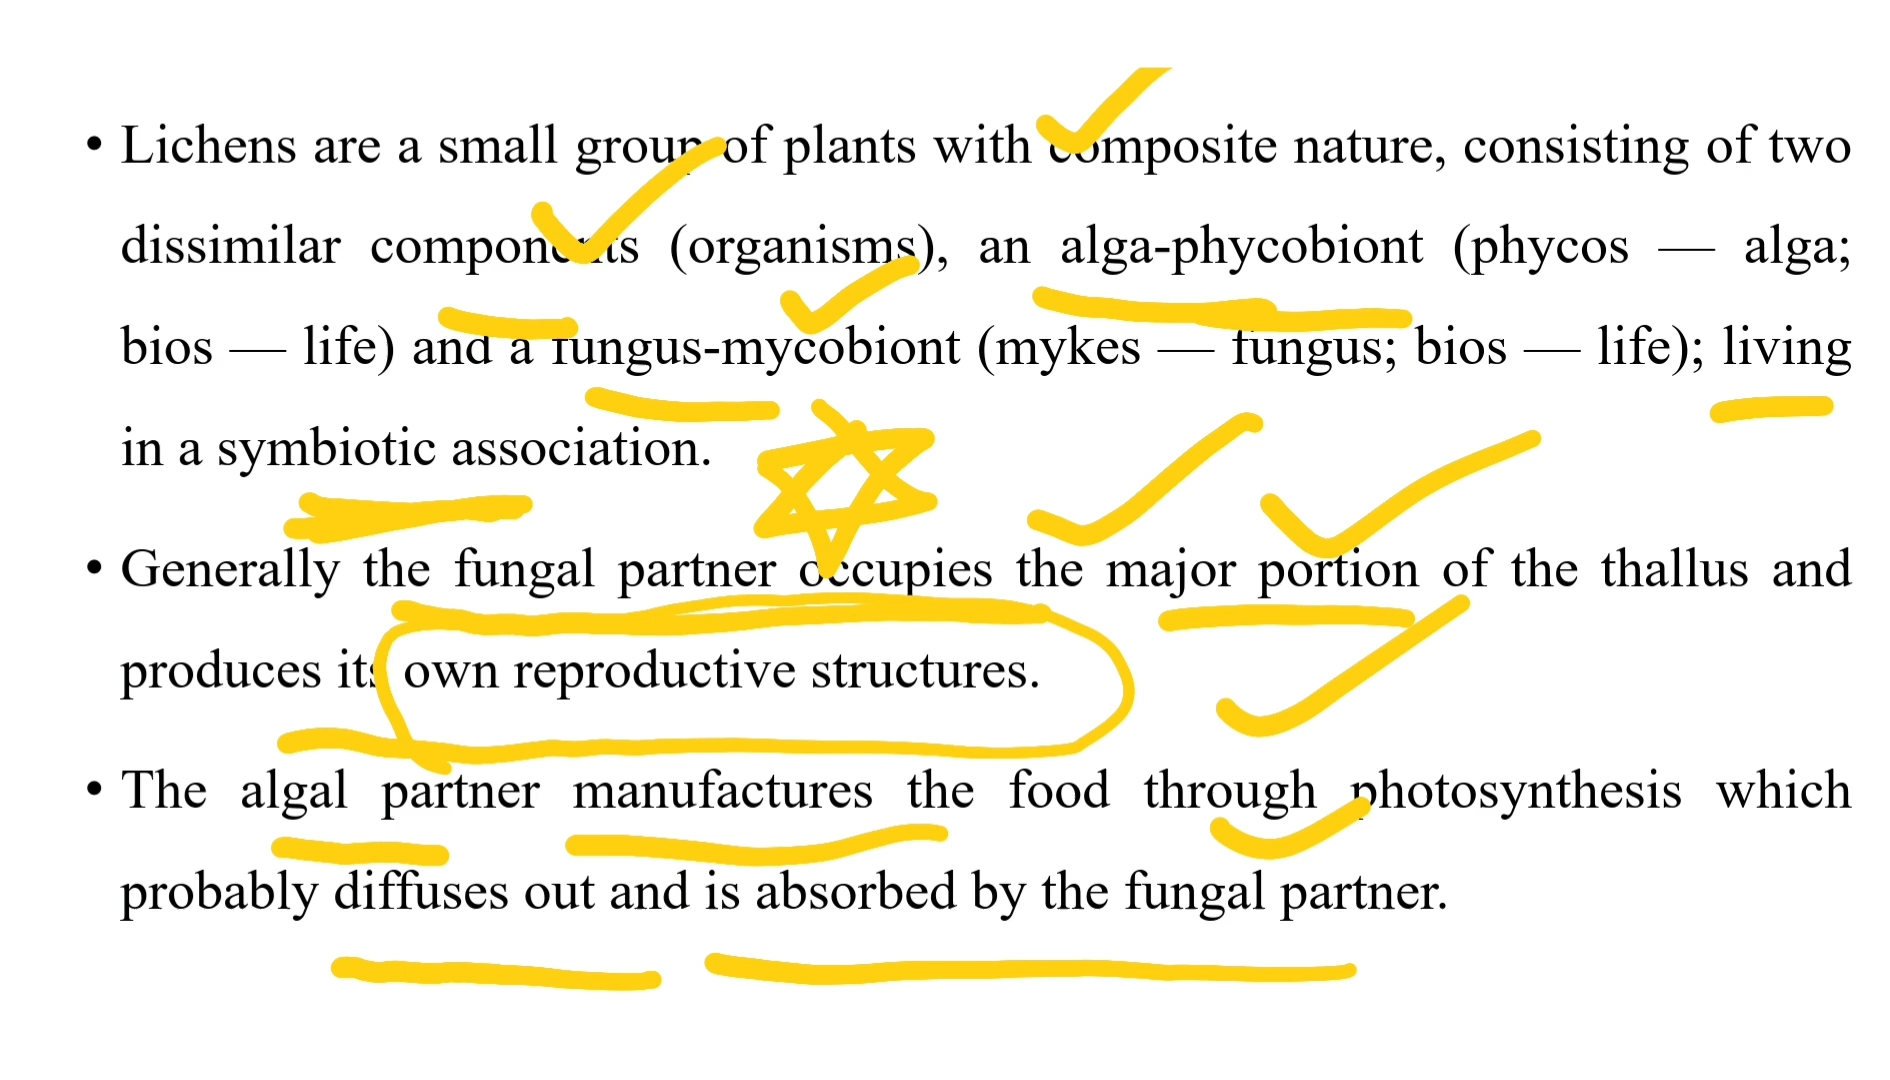 • Lichens are a small group of plants with composite nature, consisting of two
dissimilar components (organisms), an alga-phycobiont (phycos — alga;
bios — life) and a fungus-mycobiont (mykes — fungus; bios — life); living
in a symbiotic association.
• Generally the fungal partner occupies the major portion of the thallus and
produces its own reproductive structures.
• The algal partner manufactures the food through photosynthesis which
probably diffuses out and is absorbed by the fungal partner.